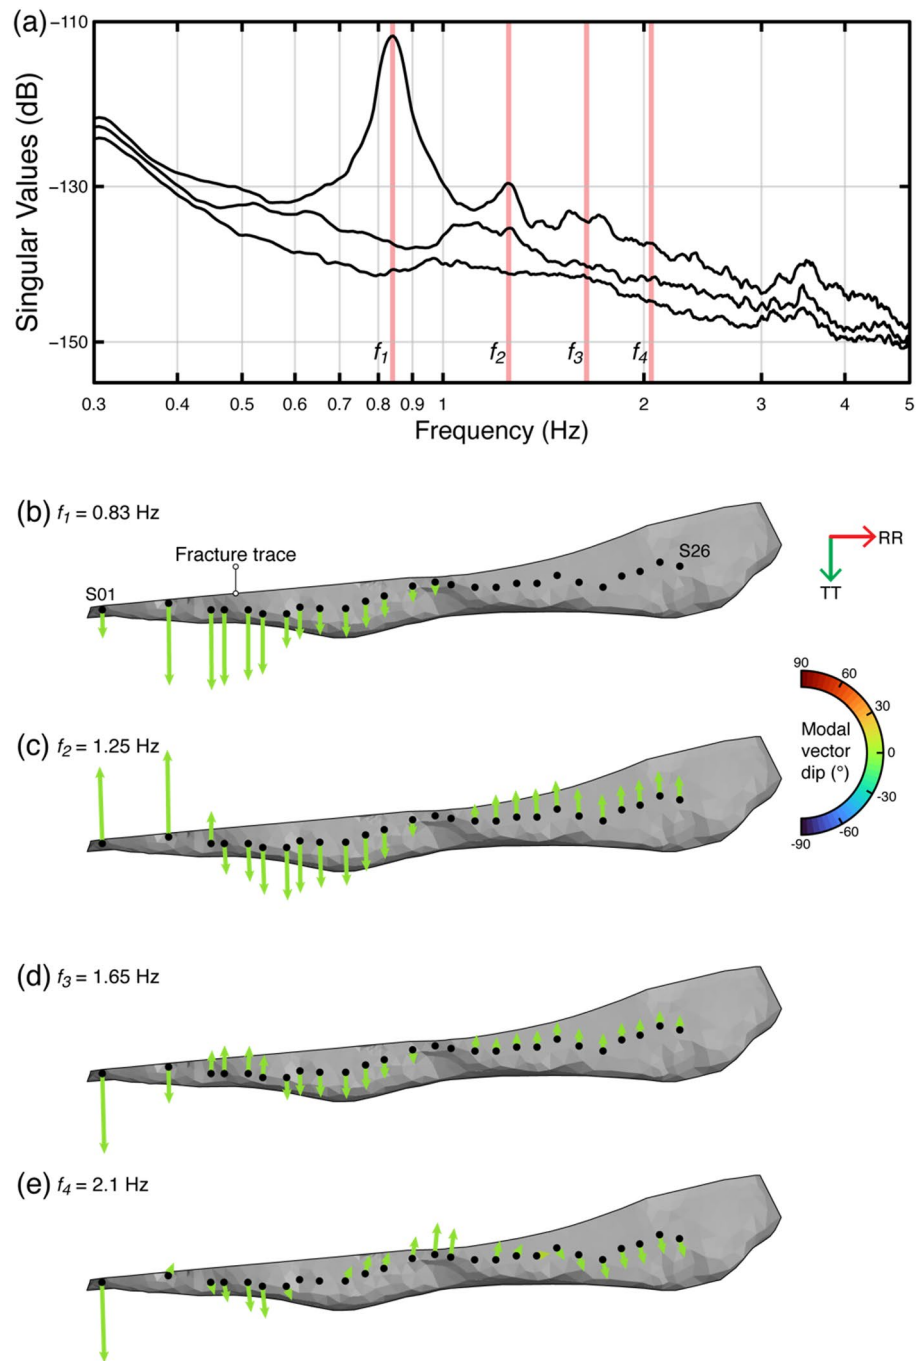 (a)
−110
−130
−150
Singular Values (dB)
f1 f2 f3 f4
0.3 0.4 0.5 0.6 0.7 0.8 0.9 1 2 3 4 5
Frequency (Hz)
(b) f1 = 0.83 Hz
Fracture trace
S01
S26
RR
TT
(c) f2 = 1.25 Hz
90
60
30
0
-30
-60
-90
Modal
vector
dip (°)
(d) f3 = 1.65 Hz
(e) f4 = 2.1 Hz